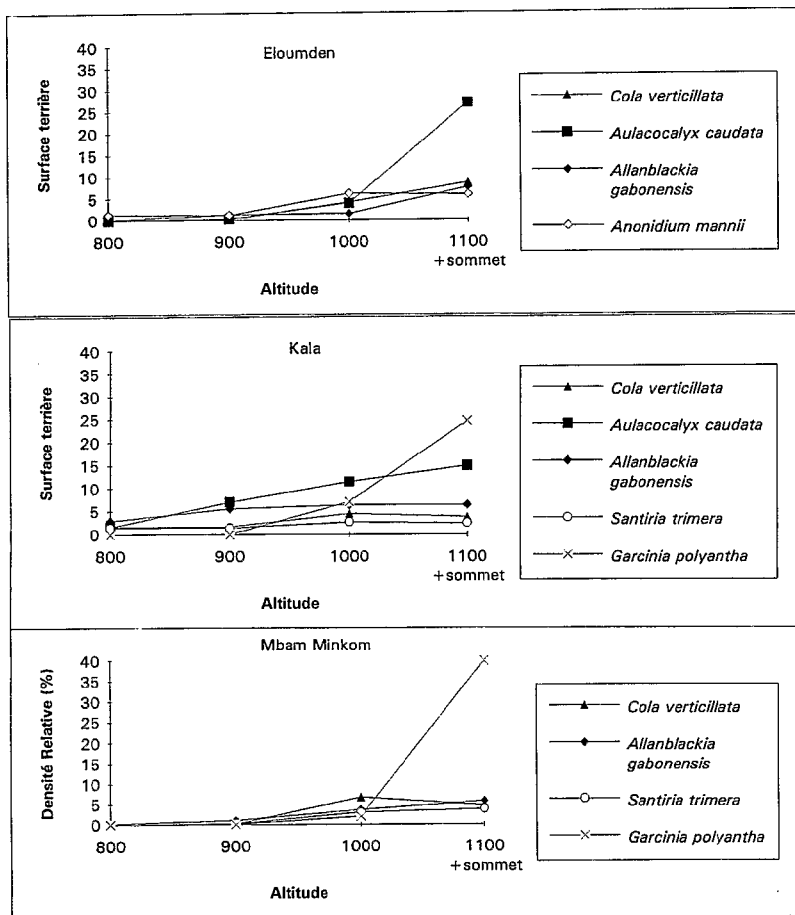 Eloumden
40
35
30
25
20
15
10
5
0
Surface terrière
800 900 1000 1100
+sommet
Altitude
Cola verticillata
Aulacocalyx caudata
Allanblackia
gabonensis
Anonidium mannii
Kala
40
35
30
25
20
15
10
5
0
Surface terrière
800 900 1000 1100
+sommet
Altitude
Cola verticillata
Aulacocalyx caudata
Allanblackia
gabonensis
Santiria trimera
Garcinia polyantha
Mbam Minkom
40
35
30
25
20
15
10
5
0
Densité Relative (%)
800 900 1000 1100
+sommet
Altitude
Cola verticillata
Allanblackia
gabonensis
Santiria trimera
Garcinia polyantha